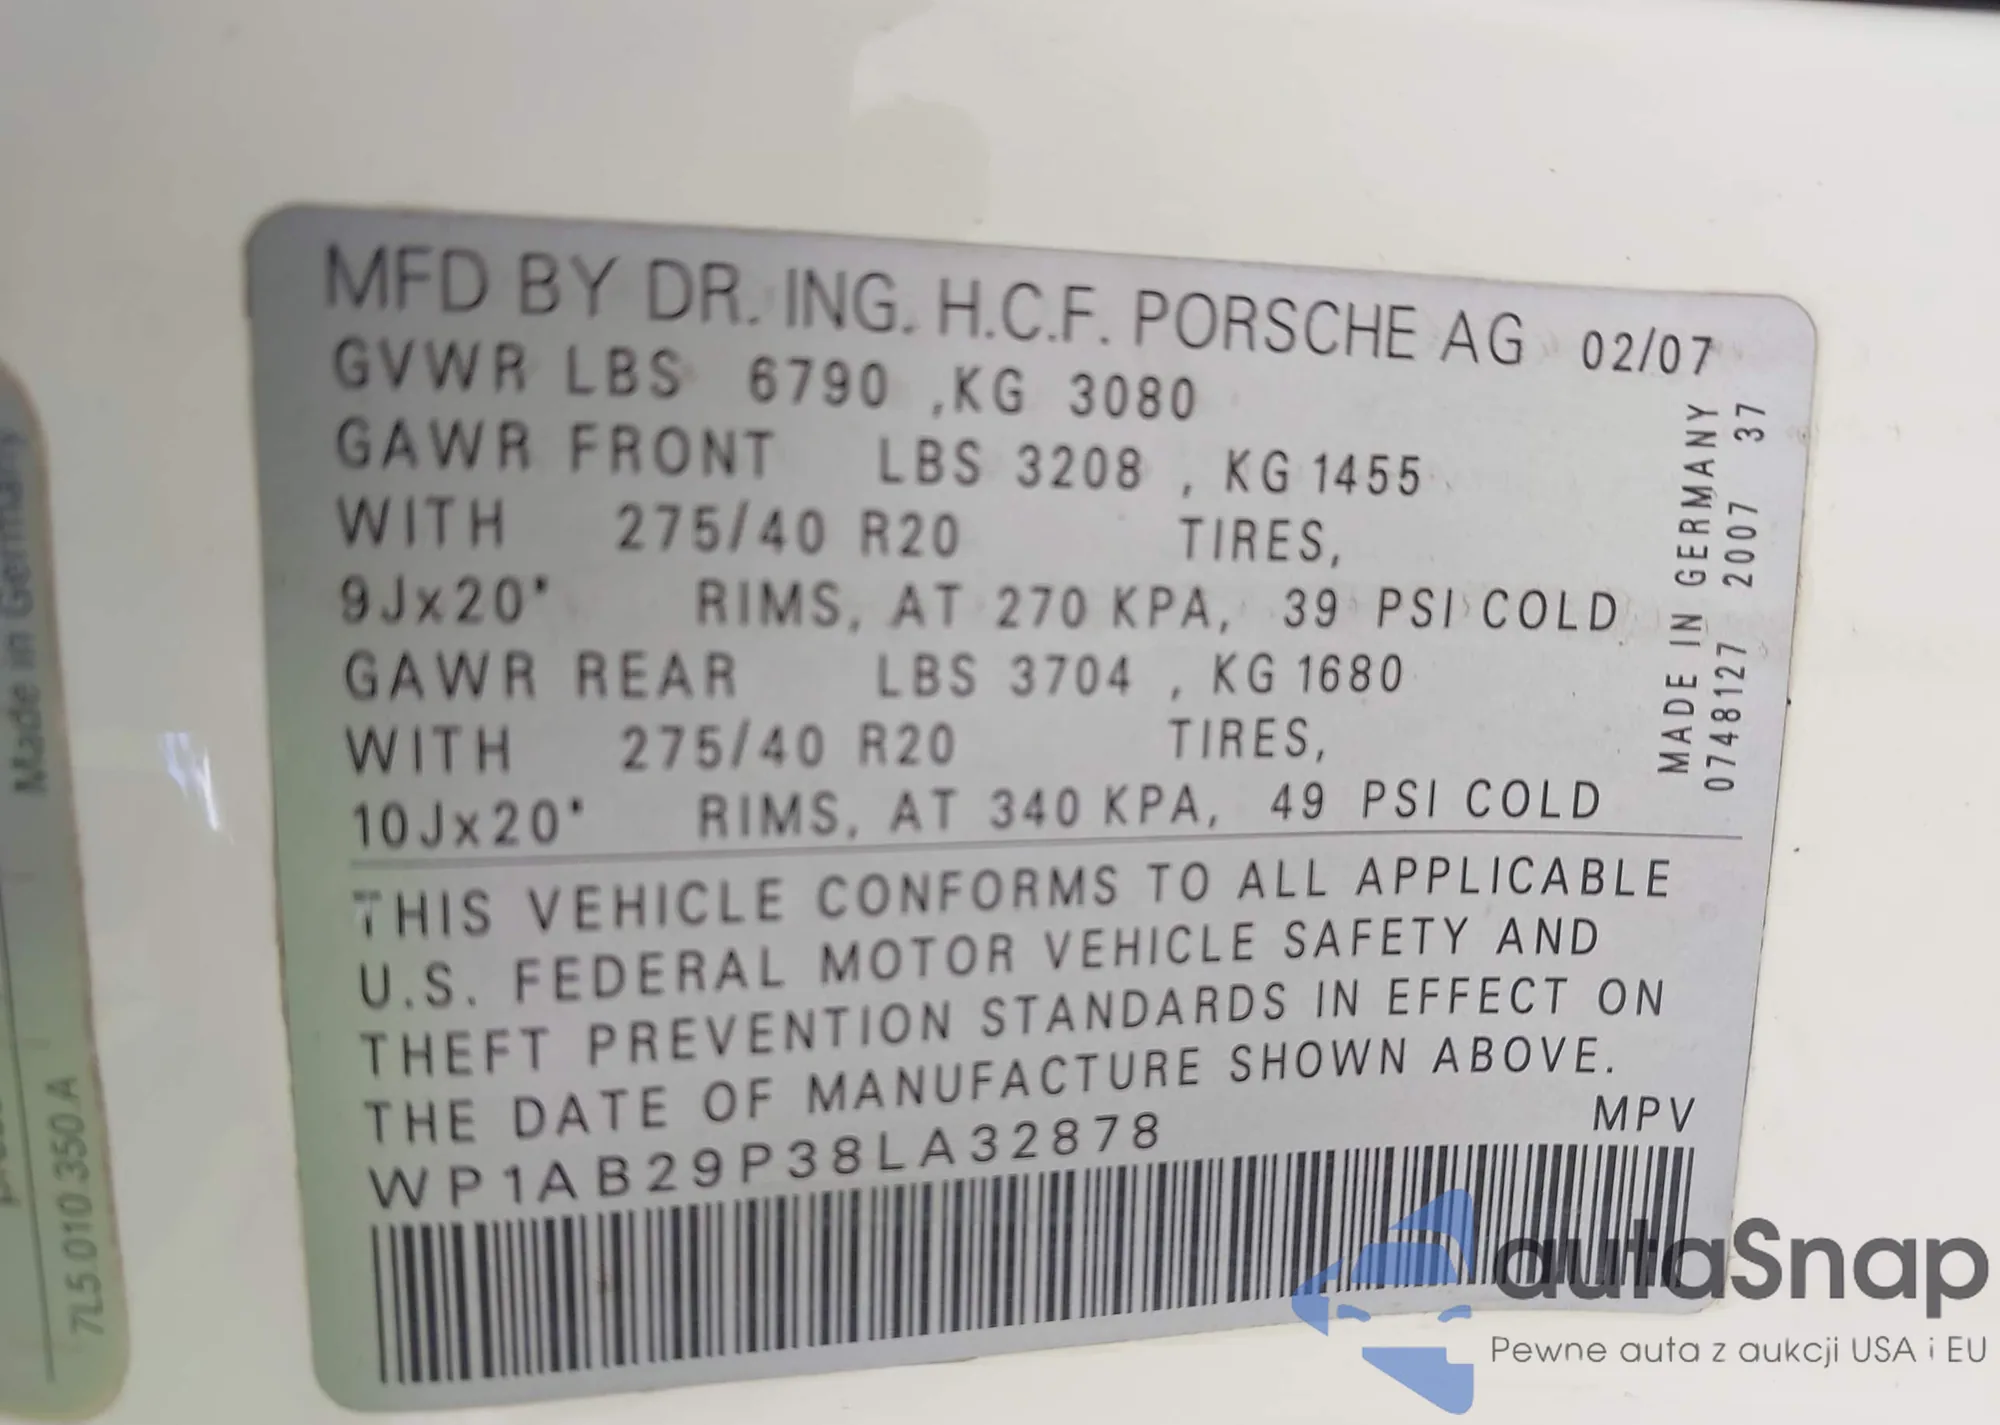 MFD BY DR. ING. H.C.F. PORSCHE AG 02/07
GVWR LBS 6790 ,KG 3080
GAWR FRONT LBS 3208 , KG 1455
WITH 275/40 R20 TIRES,
9Jx20" RIMS, AT 270 KPA, 39 PSI COLD
GAWR REAR LBS 3704 , KG 1680
WITH 275/40 R20 TIRES,
10Jx20" RIMS, AT 340 KPA, 49 PSI COLD
MADE IN GERMANY
0748127 2007 37
THIS VEHICLE CONFORMS TO ALL APPLICABLE
U.S. FEDERAL MOTOR VEHICLE SAFETY AND
THEFT PREVENTION STANDARDS IN EFFECT ON
THE DATE OF MANUFACTURE SHOWN ABOVE.
WP1AB29P38LA32878 MPV
Made in Germany
7L5.010.350.A
autaSnap
Pewne auta z aukcji USA i EU